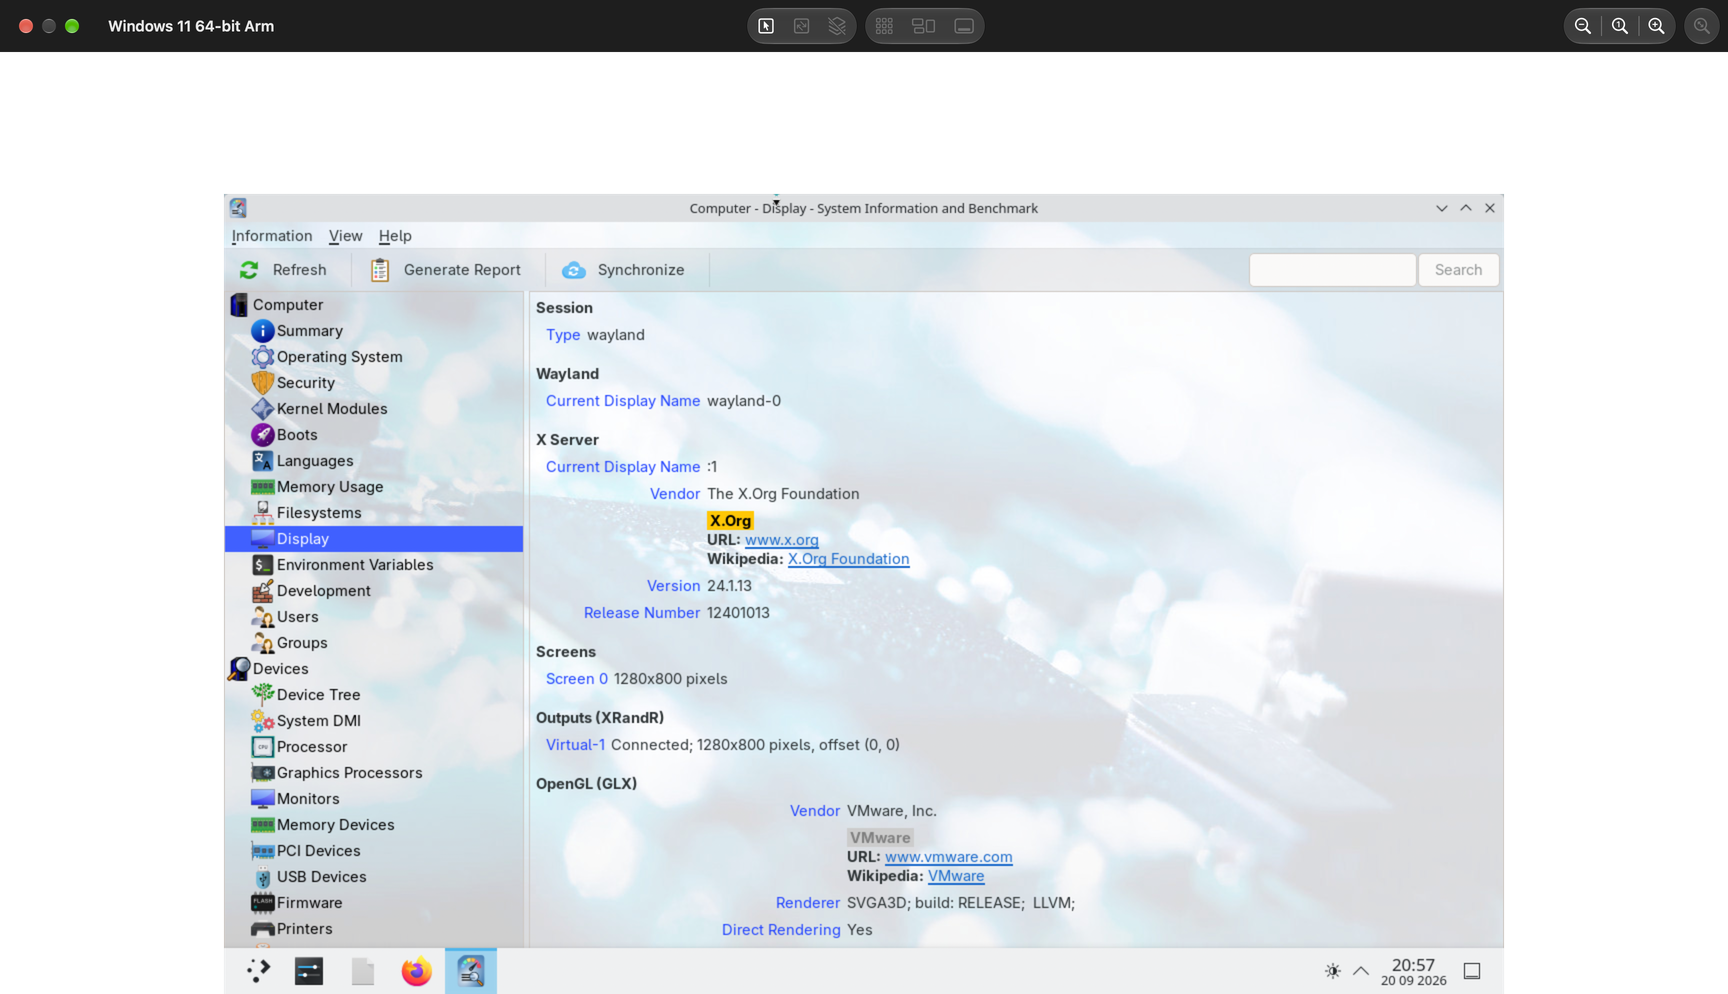 Windows 11 64-bit Arm
Computer - Display - System Information and Benchmark
Information View Help
Refresh Generate Report Synchronize Search
Computer
Summary
Operating System
Security
Kernel Modules
Boots
Languages
Memory Usage
Filesystems
Display
Environment Variables
Development
Users
Groups
Devices
Device Tree
System DMI
Processor
Graphics Processors
Monitors
Memory Devices
PCI Devices
USB Devices
Firmware
Printers
Session
Type wayland
Wayland
Current Display Name wayland-0
X Server
Current Display Name :1
Vendor The X.Org Foundation
X.Org
URL: www.x.org
Wikipedia: X.Org Foundation
Version 24.1.13
Release Number 12401013
Screens
Screen 0 1280x800 pixels
Outputs (XRandR)
Virtual-1 Connected; 1280x800 pixels, offset (0, 0)
OpenGL (GLX)
Vendor VMware, Inc.
VMware
URL: www.vmware.com
Wikipedia: VMware
Renderer SVGA3D; build: RELEASE; LLVM;
Direct Rendering Yes
20:57
20 09 2026